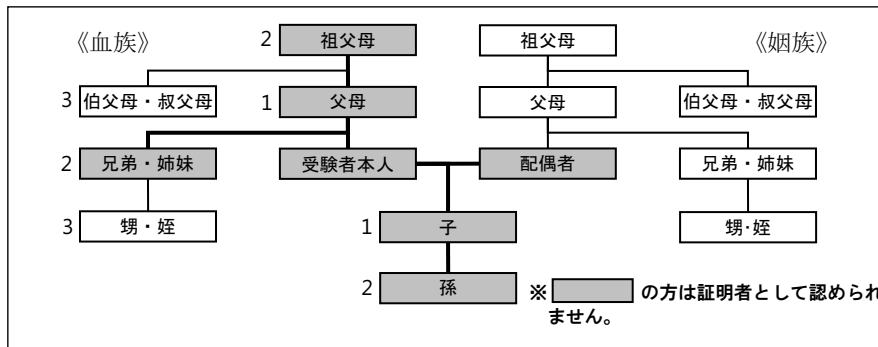 《血族》 2 祖父母 祖父母 《姻族》
3 伯父母・叔父母 1 父母 父母 伯父母・叔父母
2 兄弟・姉妹 受験者本人 配偶者 兄弟・姉妹
3 甥・姪 1 子 甥・姪
2 孫 ※ の方は証明者として認められ
ません。